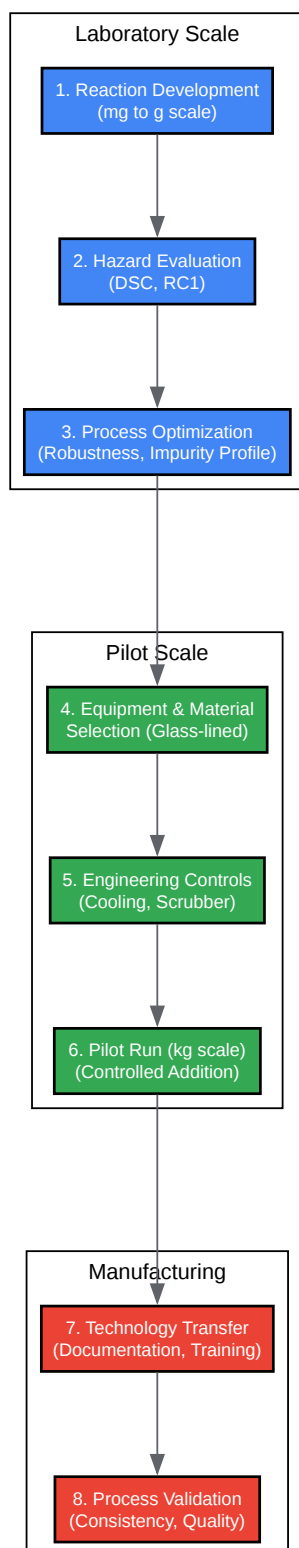 Laboratory Scale
1. Reaction Development
(mg to g scale)
2. Hazard Evaluation
(DSC, RC1)
3. Process Optimization
(Robustness, Impurity Profile)
Pilot Scale
4. Equipment & Material
Selection (Glass-lined)
5. Engineering Controls
(Cooling, Scrubber)
6. Pilot Run (kg scale)
(Controlled Addition)
Manufacturing
7. Technology Transfer
(Documentation, Training)
8. Process Validation
(Consistency, Quality)